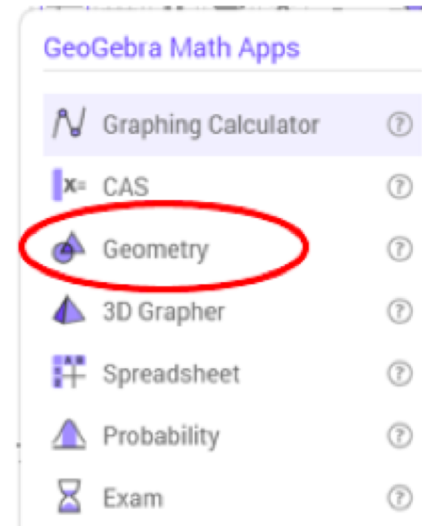 GeoGebra Math Apps
Graphing Calculator ?
x= CAS ?
Geometry ?
3D Grapher ?
Spreadsheet ?
Probability ?
Exam ?